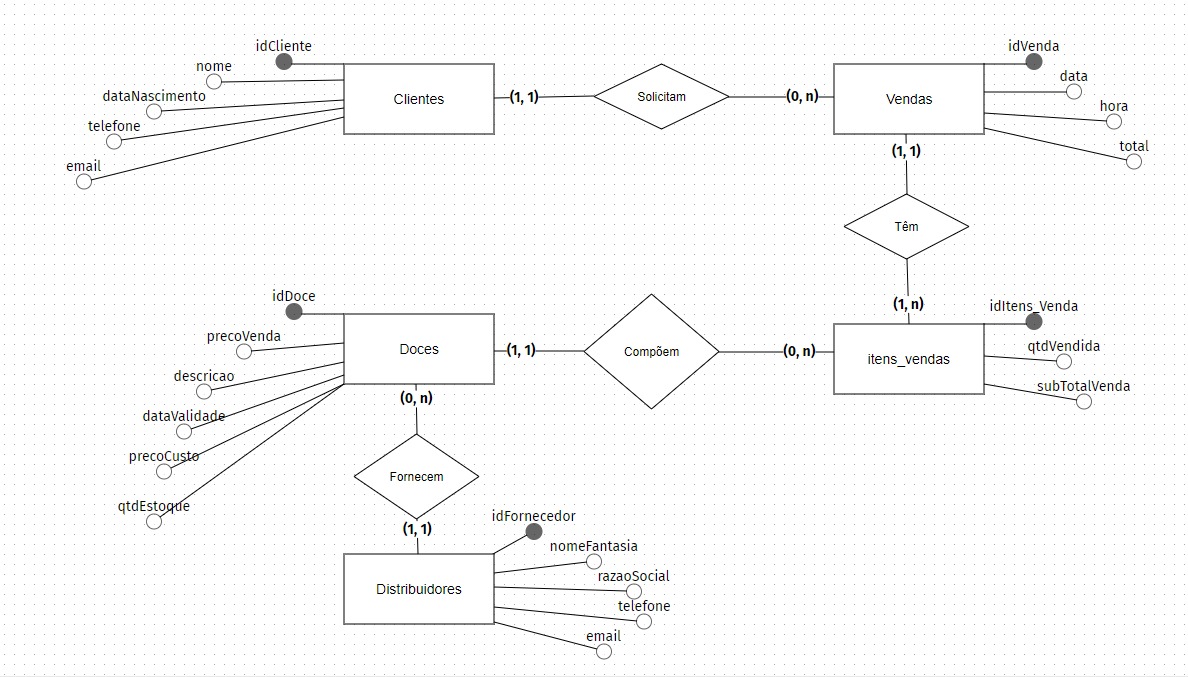 idCliente
nome
dataNascimento
telefone
email
Clientes
(1, 1)
Solicitam
(0, n)
Vendas
idVenda
data
hora
total
(1, 1)
Têm
(1, n)
idDoce
precoVenda
descricao
dataValidade
precoCusto
qtdEstoque
Doces
(1, 1)
Compõem
(0, n)
itens_vendas
idItens_Venda
qtdVendida
subTotalVenda
(0, n)
Fornecem
(1, 1)
Distribuidores
idFornecedor
nomeFantasia
razaoSocial
telefone
email